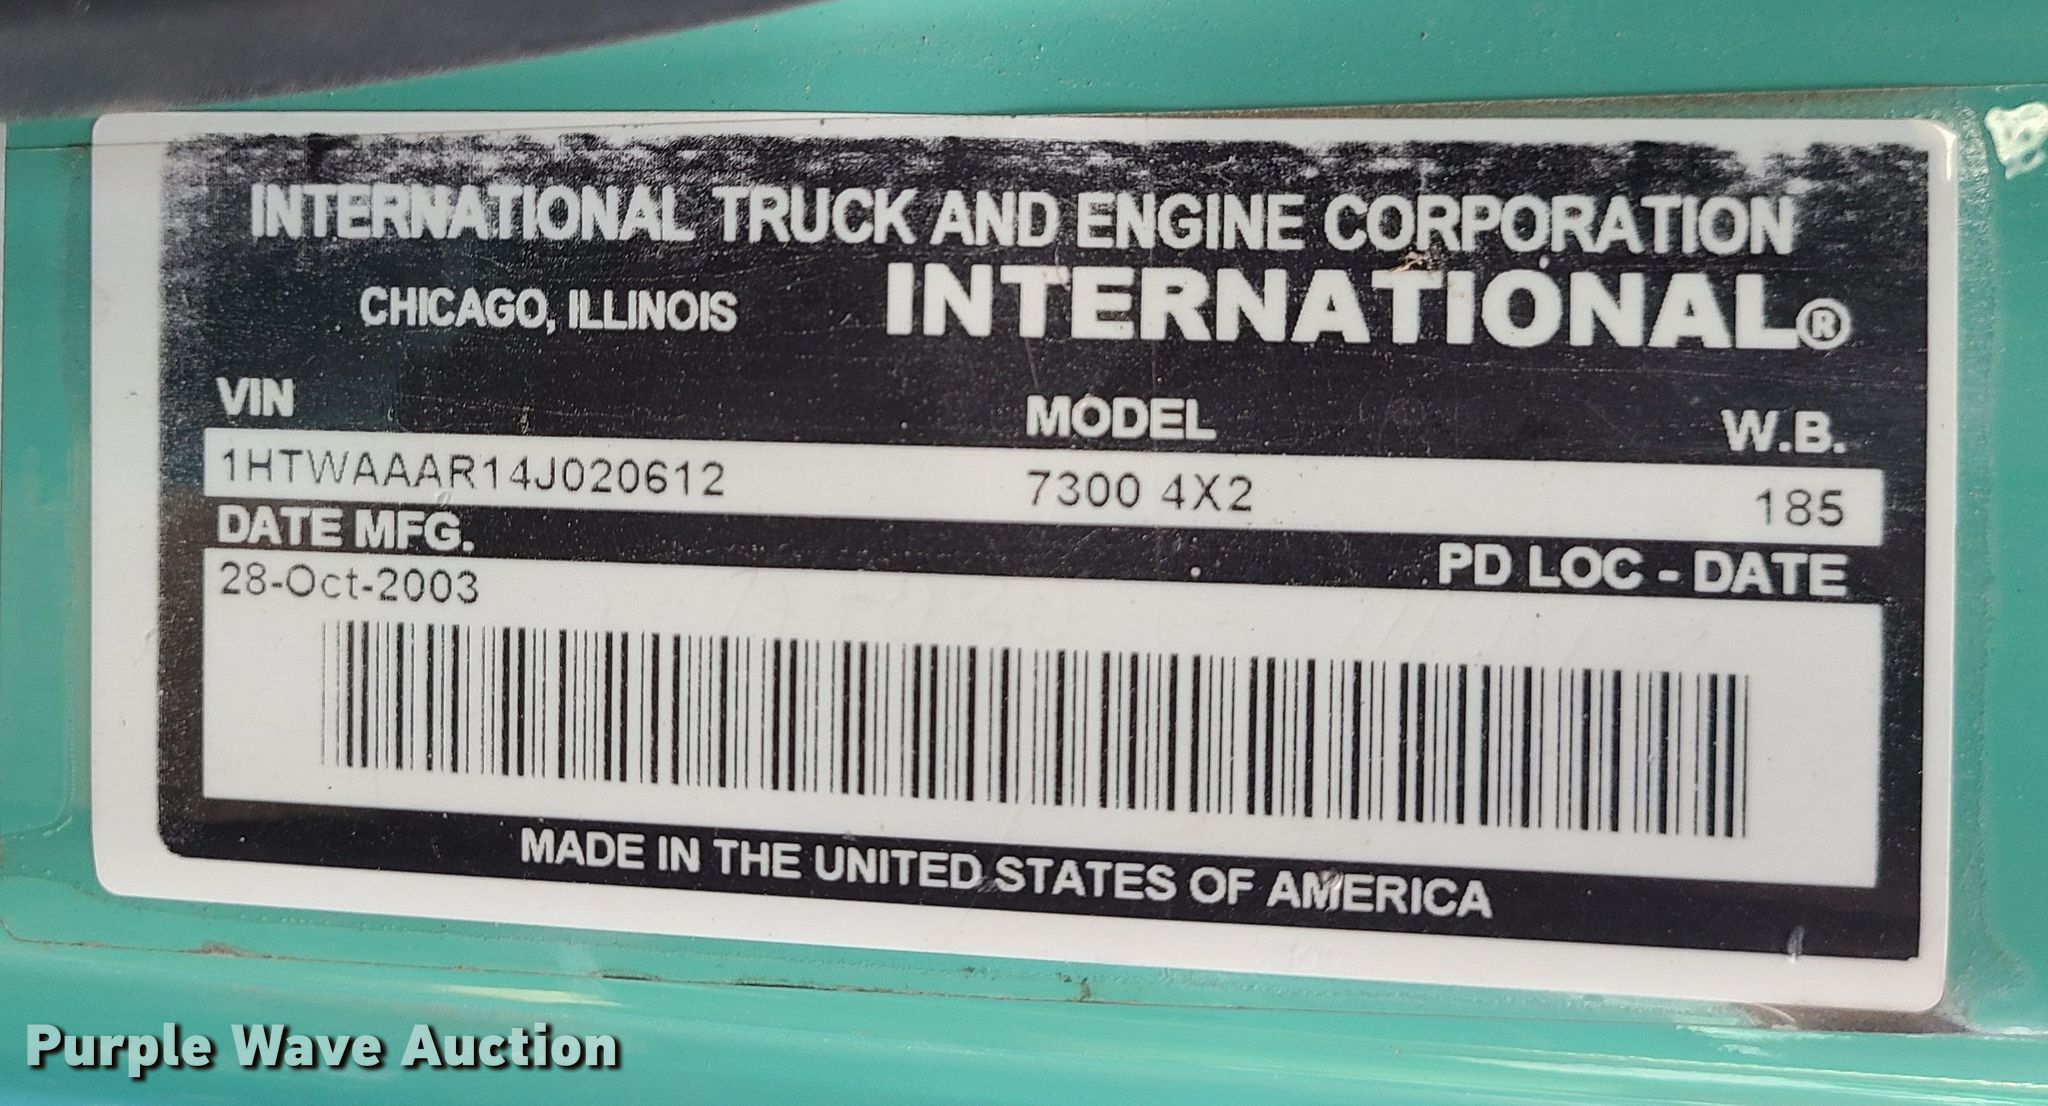 INTERNATIONAL TRUCK AND ENGINE CORPORATION
CHICAGO, ILLINOIS INTERNATIONAL®
VIN MODEL W.B.
1HTWAAAR14J020612 7300 4X2 185
DATE MFG. PD LOC - DATE
28-Oct-2003
MADE IN THE UNITED STATES OF AMERICA
Purple Wave Auction